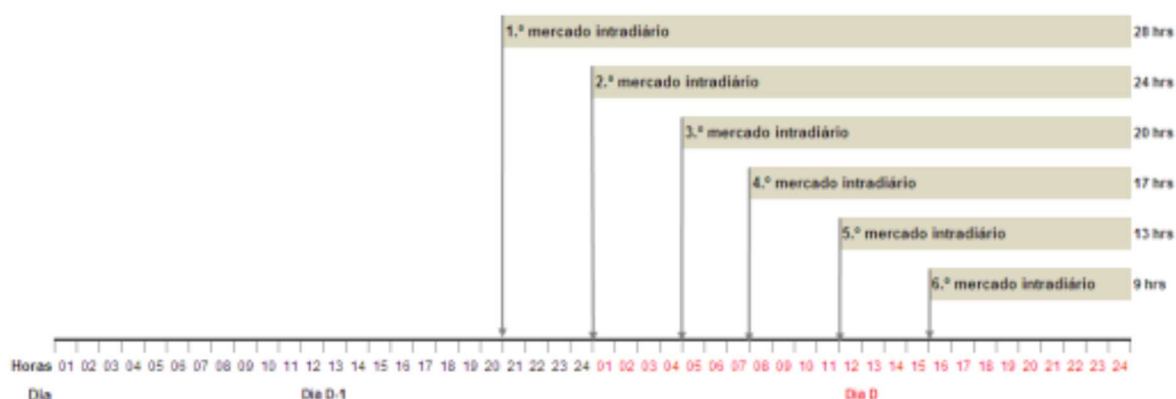 1.º mercado intradiário 28 hrs
2.º mercado intradiário 24 hrs
3.º mercado intradiário 20 hrs
4.º mercado intradiário 17 hrs
5.º mercado intradiário 13 hrs
6.º mercado intradiário 9 hrs
Horas 01 02 03 04 05 06 07 08 09 10 11 12 13 14 15 16 17 18 19 20 21 22 23 24 01 02 03 04 05 06 07 08 09 10 11 12 13 14 15 16 17 18 19 20 21 22 23 24
Dia Dia D-1 Dia D